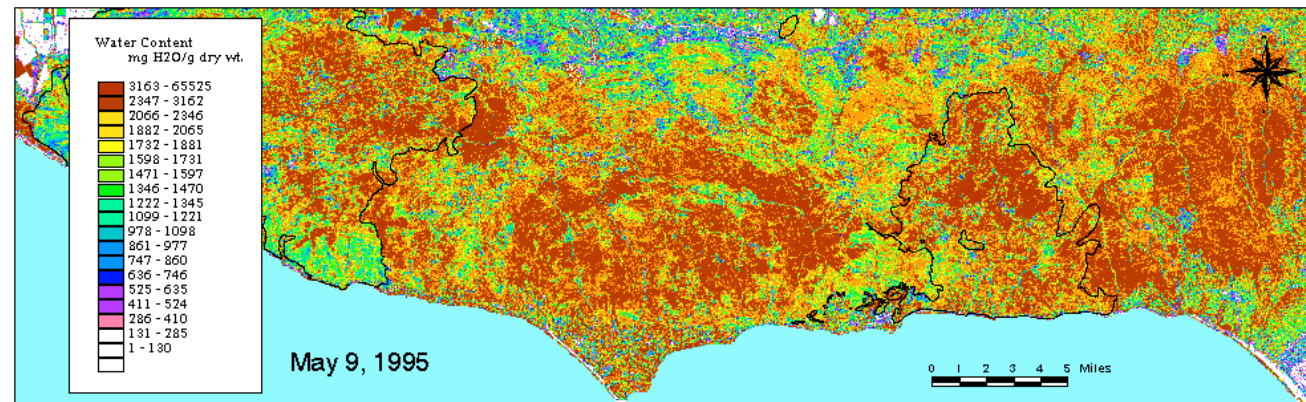 Water Content
mg H2O/g dry wt.
3163 - 65525
2347 - 3162
2066 - 2346
1882 - 2065
1732 - 1881
1598 - 1731
1471 - 1597
1346 - 1470
1222 - 1345
1099 - 1221
978 - 1098
861 - 977
747 - 860
636 - 746
525 - 635
411 - 524
286 - 410
131 - 285
1 - 130
May 9, 1995
0 1 2 3 4 5 Miles